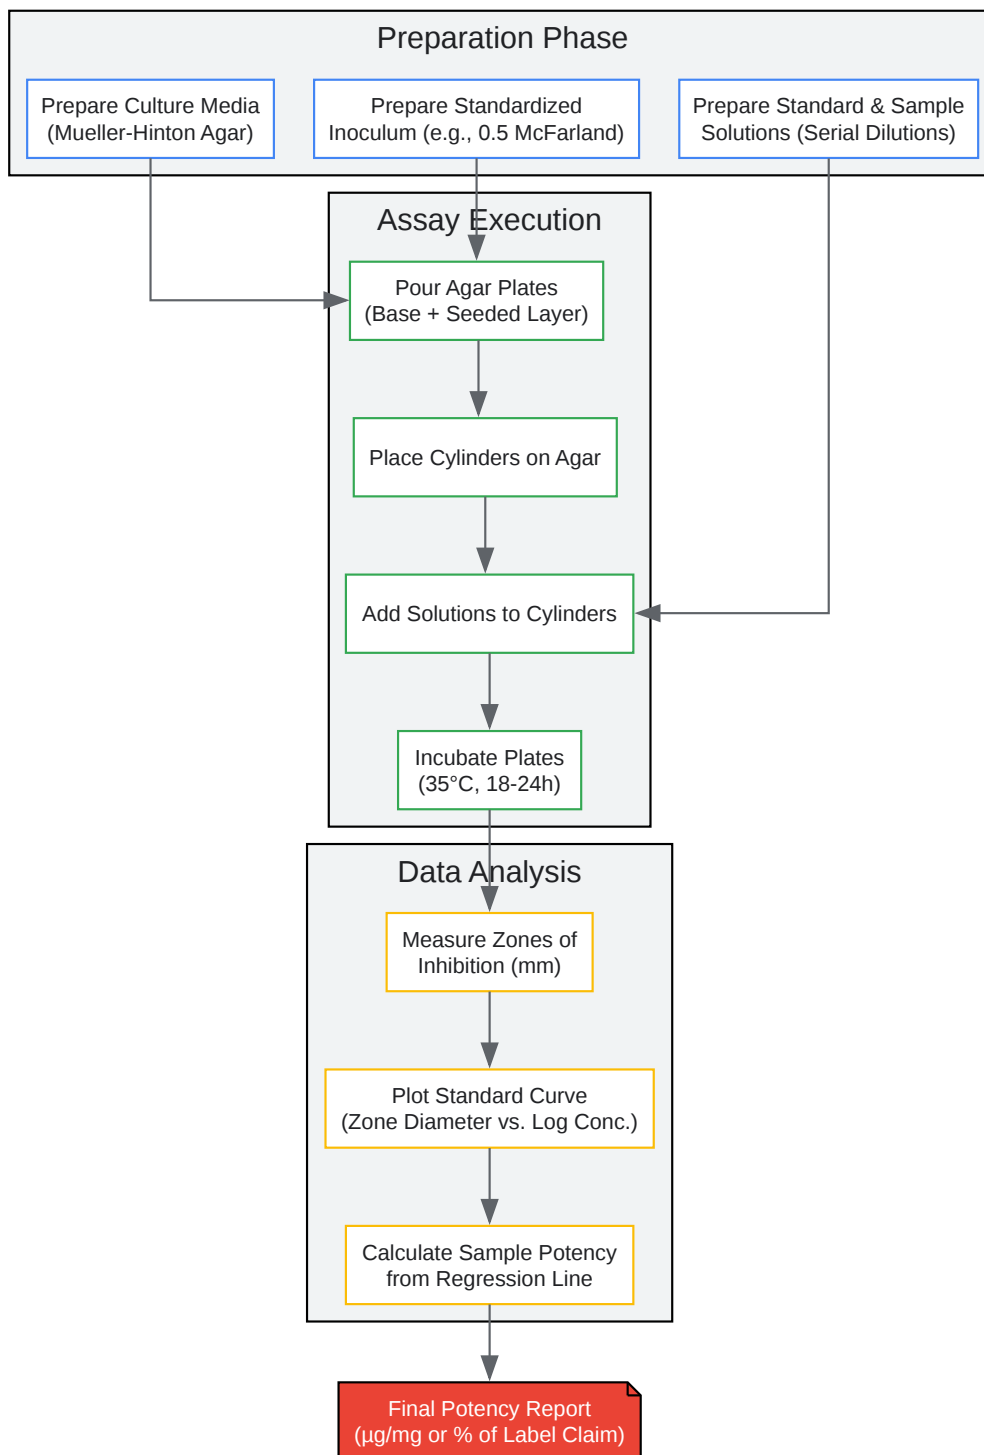 Preparation Phase
Prepare Culture Media
(Mueller-Hinton Agar)
Prepare Standardized
Inoculum (e.g., 0.5 McFarland)
Prepare Standard & Sample
Solutions (Serial Dilutions)
Assay Execution
Pour Agar Plates
(Base + Seeded Layer)
Place Cylinders on Agar
Add Solutions to Cylinders
Incubate Plates
(35°C, 18-24h)
Data Analysis
Measure Zones of
Inhibition (mm)
Plot Standard Curve
(Zone Diameter vs. Log Conc.)
Calculate Sample Potency
from Regression Line
Final Potency Report
(µg/mg or % of Label Claim)